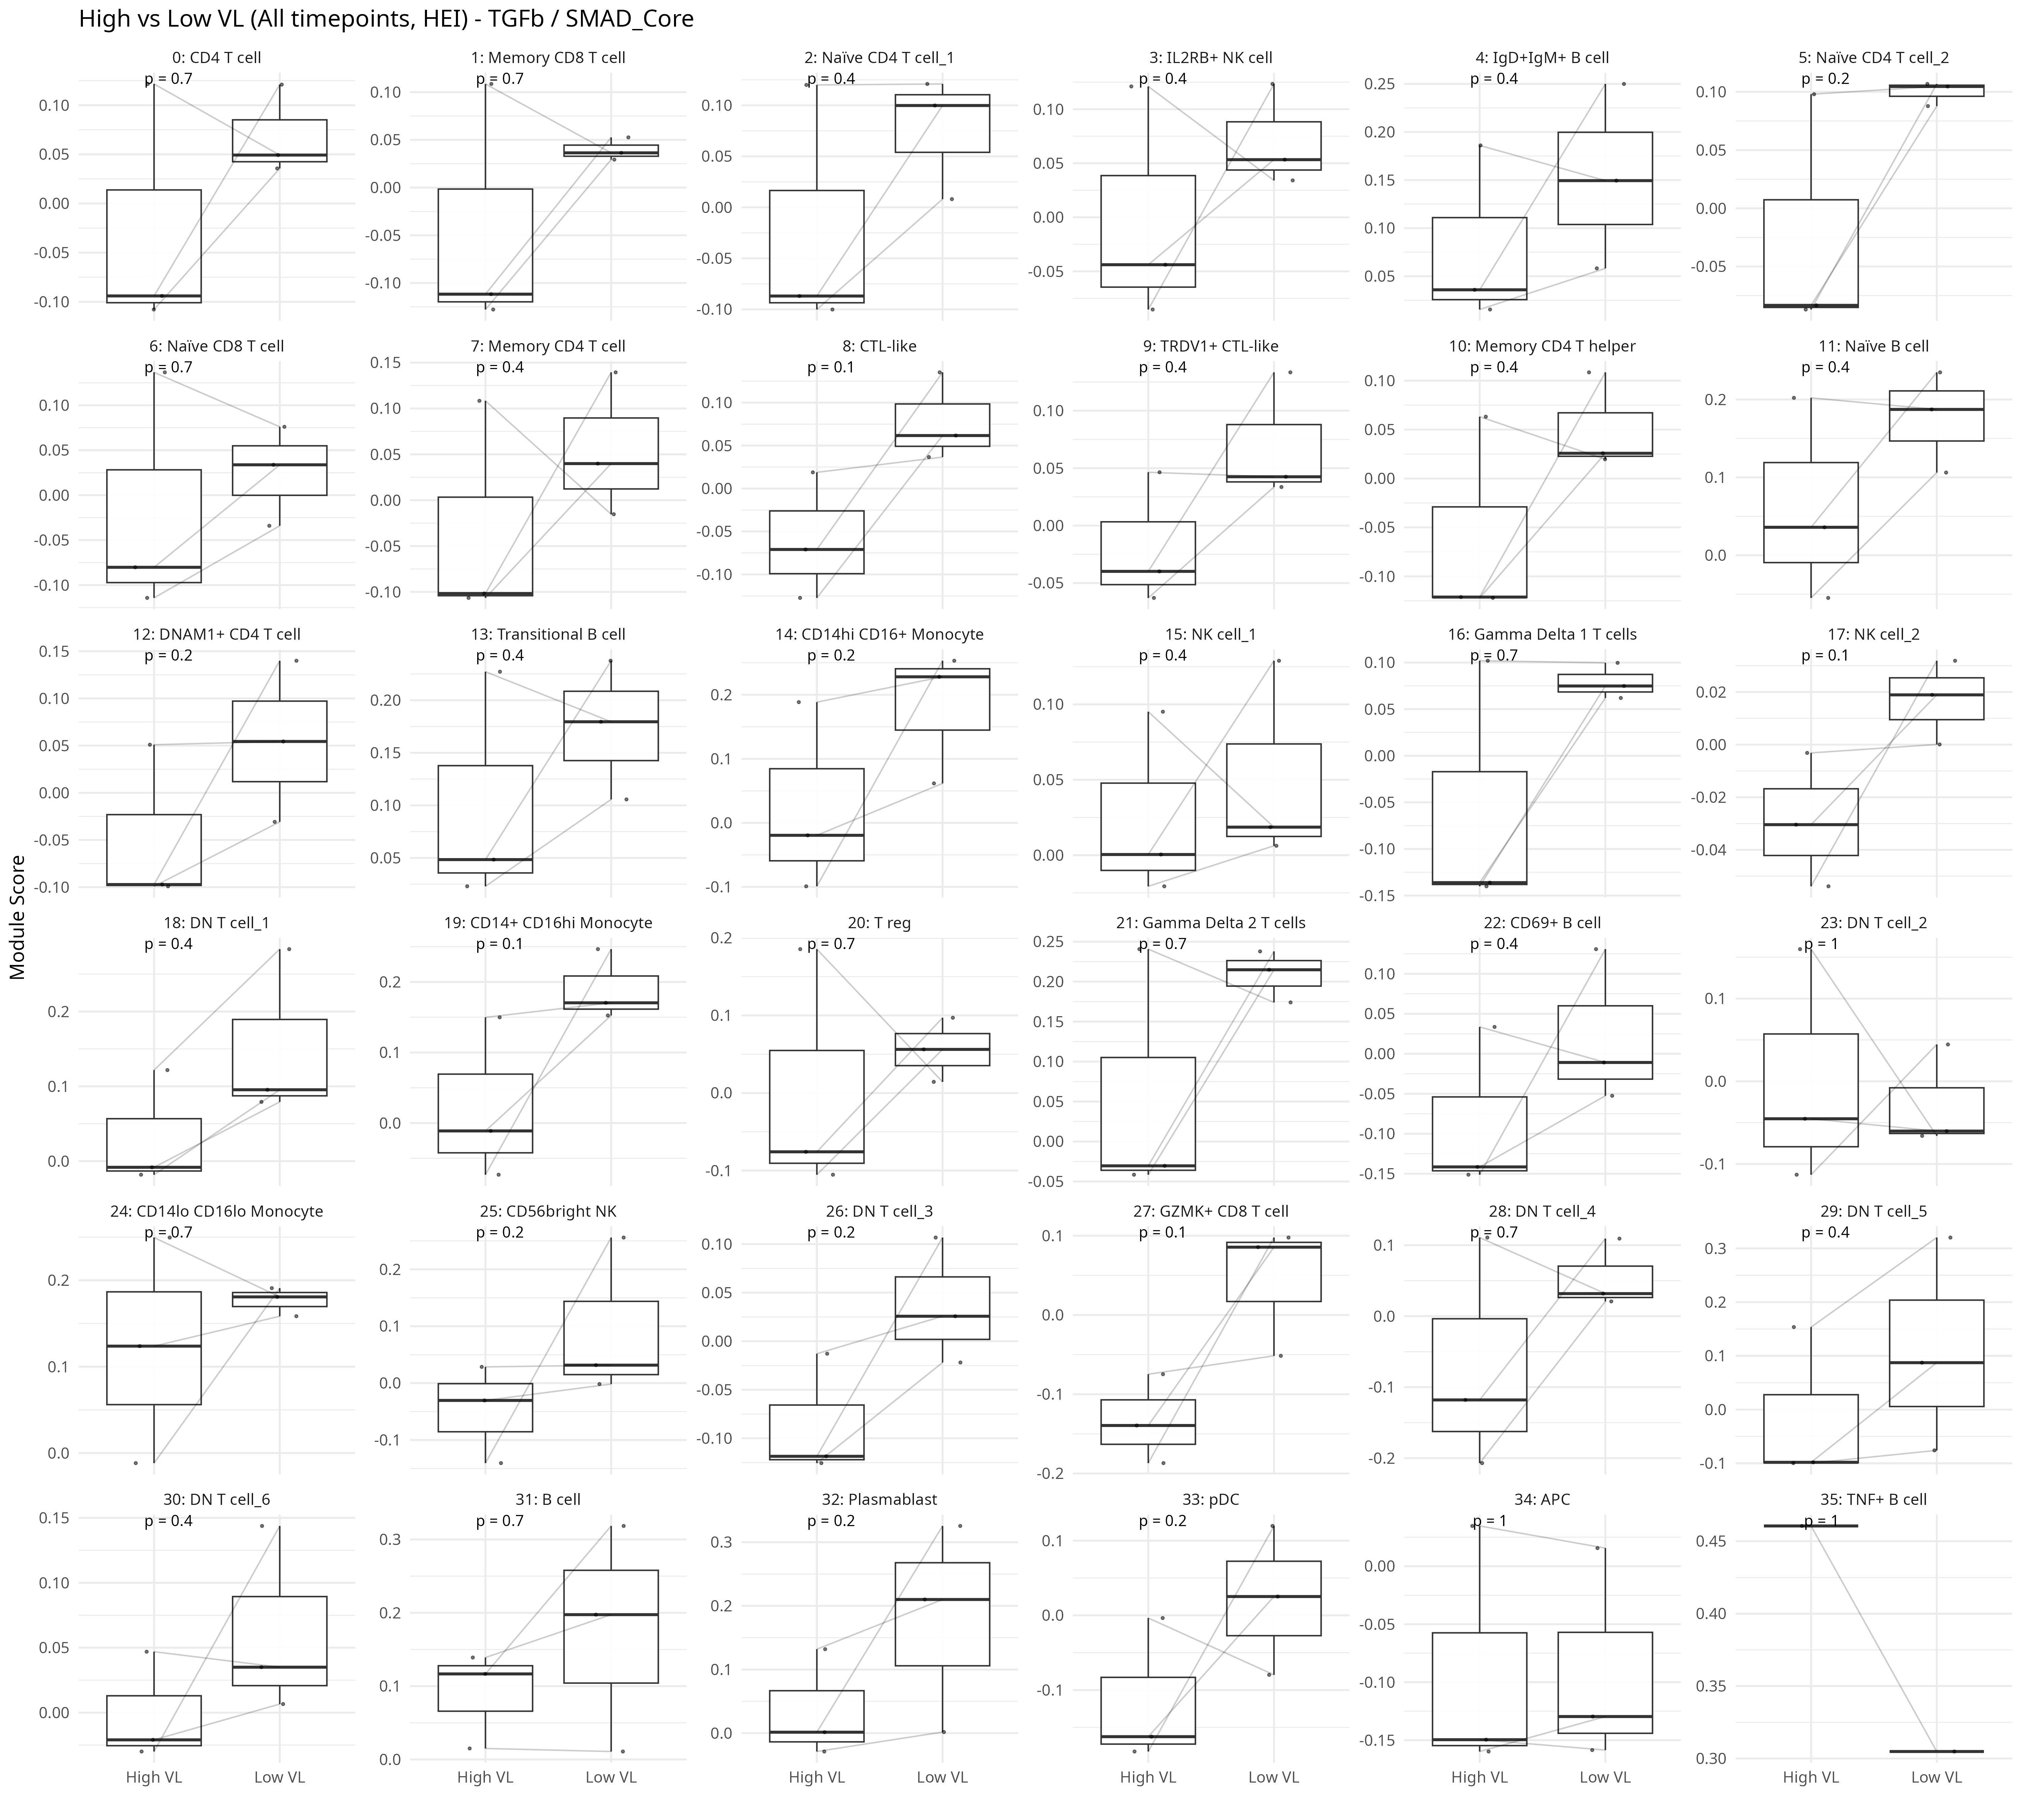 High vs Low VL (All timepoints, HEI) - TGFb / SMAD_Core
Module Score
0: CD4 T cell
p = 0.7
0.10
0.05
0.00
-0.05
-0.10
1: Memory CD8 T cell
p = 0.7
0.10
0.05
0.00
-0.05
-0.10
2: Naïve CD4 T cell_1
p = 0.4
0.10
0.05
0.00
-0.05
-0.10
3: IL2RB+ NK cell
p = 0.4
0.10
0.05
0.00
-0.05
4: IgD+IgM+ B cell
p = 0.4
0.25
0.20
0.15
0.10
0.05
5: Naïve CD4 T cell_2
p = 0.2
0.10
0.05
0.00
-0.05
6: Naïve CD8 T cell
p = 0.7
0.10
0.05
0.00
-0.05
-0.10
7: Memory CD4 T cell
p = 0.4
0.15
0.10
0.05
0.00
-0.05
-0.10
8: CTL-like
p = 0.1
0.10
0.05
0.00
-0.05
-0.10
9: TRDV1+ CTL-like
p = 0.4
0.10
0.05
0.00
-0.05
10: Memory CD4 T helper
p = 0.4
0.10
0.05
0.00
-0.05
-0.10
11: Naïve B cell
p = 0.4
0.2
0.1
0.0
12: DNAM1+ CD4 T cell
p = 0.2
0.15
0.10
0.05
0.00
-0.05
-0.10
13: Transitional B cell
p = 0.4
0.20
0.15
0.10
0.05
14: CD14hi CD16+ Monocyte
p = 0.2
0.2
0.1
0.0
-0.1
15: NK cell_1
p = 0.4
0.10
0.05
0.00
16: Gamma Delta 1 T cells
p = 0.7
0.10
0.05
0.00
-0.05
-0.10
-0.15
17: NK cell_2
p = 0.1
0.02
0.00
-0.02
-0.04
18: DN T cell_1
p = 0.4
0.2
0.1
0.0
19: CD14+ CD16hi Monocyte
p = 0.1
0.2
0.1
0.0
20: T reg
p = 0.7
0.2
0.1
0.0
-0.1
21: Gamma Delta 2 T cells
p = 0.7
0.25
0.20
0.15
0.10
0.05
0.00
-0.05
22: CD69+ B cell
p = 0.4
0.10
0.05
0.00
-0.05
-0.10
-0.15
23: DN T cell_2
p = 1
0.1
0.0
-0.1
24: CD14lo CD16lo Monocyte
p = 0.7
0.2
0.1
0.0
25: CD56bright NK
p = 0.2
0.2
0.1
0.0
-0.1
26: DN T cell_3
p = 0.2
0.10
0.05
0.00
-0.05
-0.10
27: GZMK+ CD8 T cell
p = 0.1
0.1
0.0
-0.1
-0.2
28: DN T cell_4
p = 0.7
0.1
0.0
-0.1
-0.2
29: DN T cell_5
p = 0.4
0.3
0.2
0.1
0.0
-0.1
30: DN T cell_6
p = 0.4
0.15
0.10
0.05
0.00
High VL Low VL
31: B cell
p = 0.7
0.3
0.2
0.1
0.0
High VL Low VL
32: Plasmablast
p = 0.2
0.3
0.2
0.1
0.0
High VL Low VL
33: pDC
p = 0.2
0.1
0.0
-0.1
High VL Low VL
34: APC
p = 1
0.00
-0.05
-0.10
-0.15
High VL Low VL
35: TNF+ B cell
p = 1
0.45
0.40
0.35
0.30
High VL Low VL